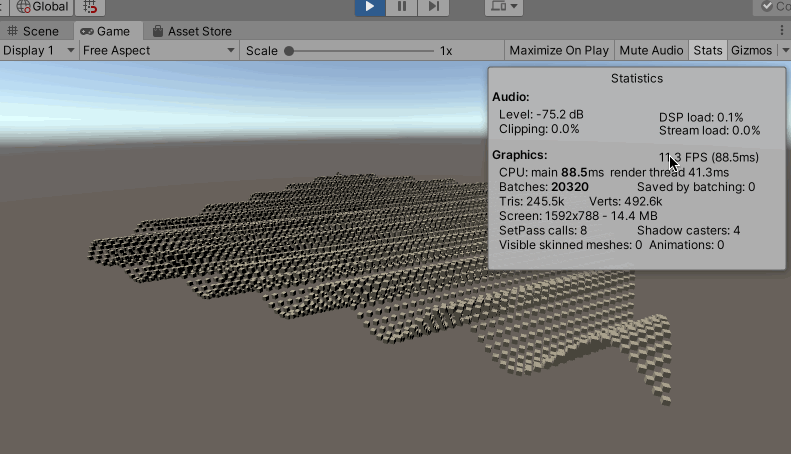 Global
Co
Scene Game Asset Store
Display 1 Free Aspect Scale 1x Maximize On Play Mute Audio Stats Gizmos
Statistics
Audio:
Level: -75.2 dB DSP load: 0.1%
Clipping: 0.0% Stream load: 0.0%
Graphics: FPS (88.5ms)
CPU: main 88.5ms render thread 41.3ms
Batches: 20320 Saved by batching: 0
Tris: 245.5k Verts: 492.6k
Screen: 1592x788 - 14.4 MB
SetPass calls: 8 Shadow casters: 4
Visible skinned meshes: 0 Animations: 0